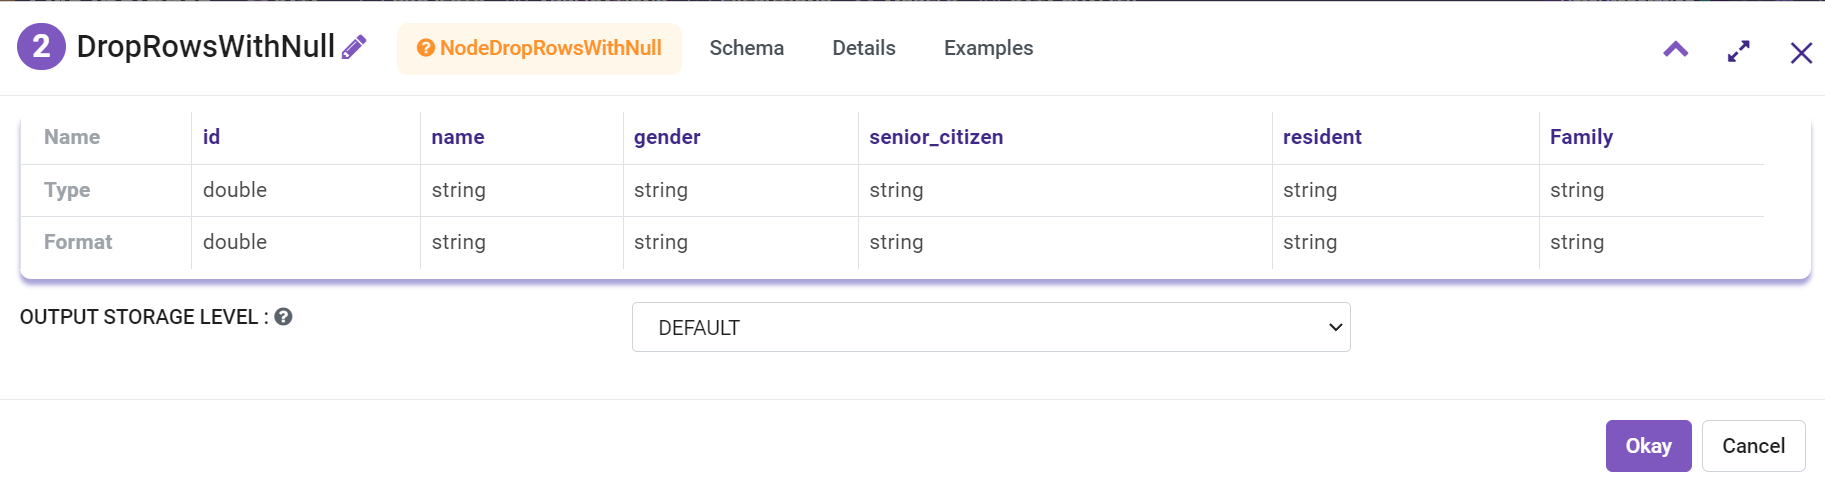 2 DropRowsWithNull NodeDropRowsWithNull Schema Details Examples
Name id name gender senior_citizen resident Family
Type double string string string string string
Format double string string string string string
OUTPUT STORAGE LEVEL : DEFAULT
Okay Cancel